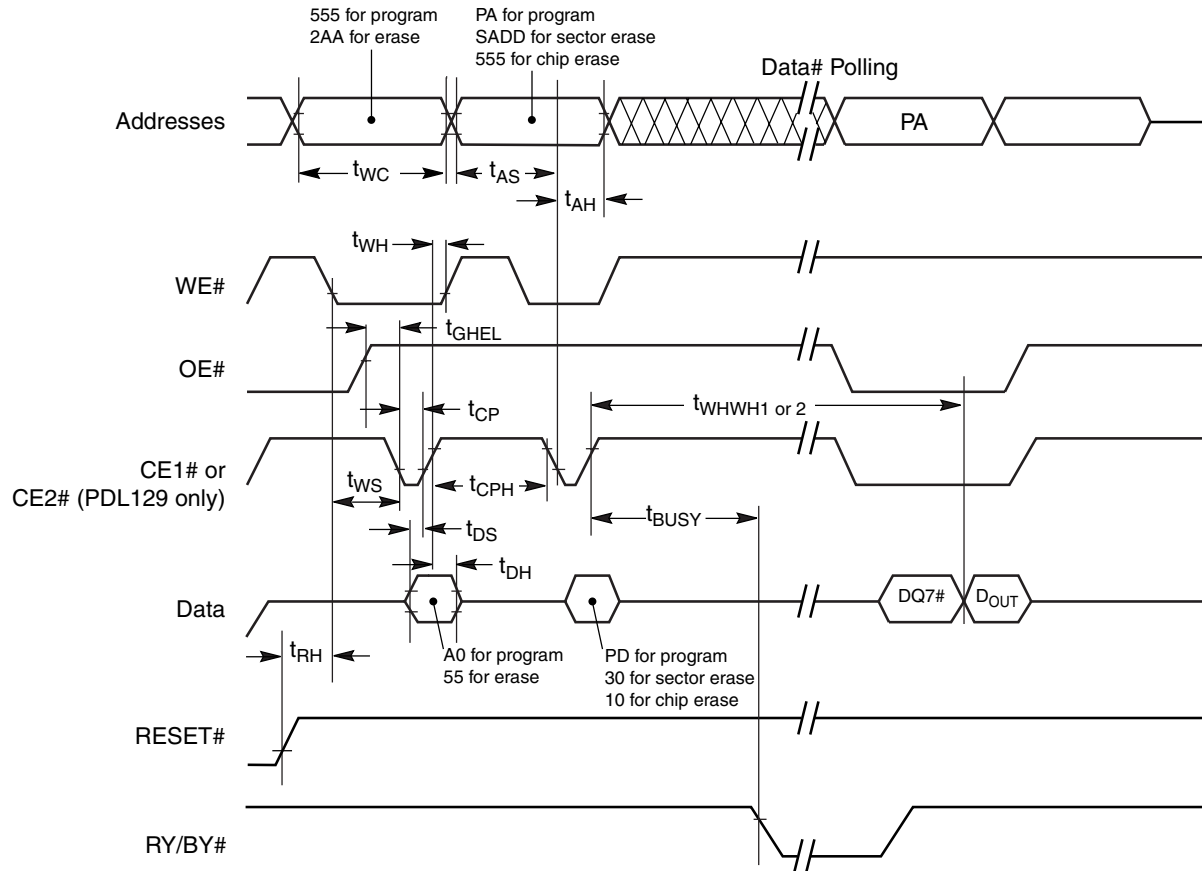 555 for program
2AA for erase
PA for program
SADD for sector erase
555 for chip erase
Data# Polling
Addresses
PA
tWC
tAS
tAH
tWH
WE#
tGHEL
OE#
tCP
tWHWH1 or 2
CE1# or
CE2# (PDL129 only)
tWS
tCPH
tBUSY
tDS
tDH
Data
DQ7#
DOUT
tRH
A0 for program
55 for erase
PD for program
30 for sector erase
10 for chip erase
RESET#
RY/BY#